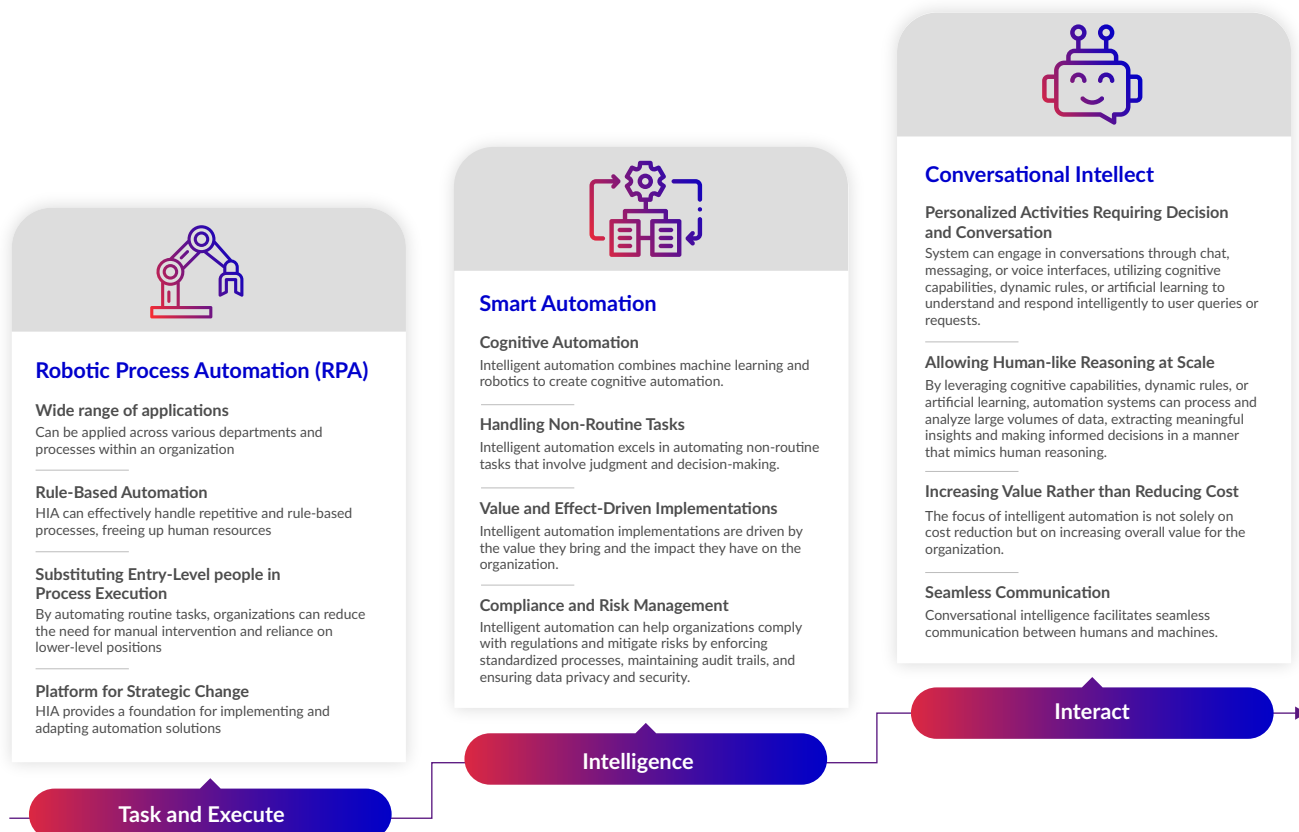 Robotic Process Automation (RPA)
Wide range of applications
Can be applied across various departments and
processes within an organization
Rule-Based Automation
HIA can effectively handle repetitive and rule-based
processes, freeing up human resources
Substituting Entry-Level people in
Process Execution
By automating routine tasks, organizations can reduce
the need for manual intervention and reliance on
lower-level positions
Platform for Strategic Change
HIA provides a foundation for implementing and
adapting automation solutions
Task and Execute
Smart Automation
Cognitive Automation
Intelligent automation combines machine learning and
robotics to create cognitive automation.
Handling Non-Routine Tasks
Intelligent automation excels in automating non-routine
tasks that involve judgment and decision-making.
Value and Effect-Driven Implementations
Intelligent automation implementations are driven by
the value they bring and the impact they have on the
organization.
Compliance and Risk Management
Intelligent automation can help organizations comply
with regulations and mitigate risks by enforcing
standardized processes, maintaining audit trails, and
ensuring data privacy and security.
Intelligence
Conversational Intellect
Personalized Activities Requiring Decision
and Conversation
System can engage in conversations through chat,
messaging, or voice interfaces, utilizing cognitive
capabilities, dynamic rules, or artificial learning to
understand and respond intelligently to user queries or
requests.
Allowing Human-like Reasoning at Scale
By leveraging cognitive capabilities, dynamic rules, or
artificial learning, automation systems can process and
analyze large volumes of data, extracting meaningful
insights and making informed decisions in a manner
that mimics human reasoning.
Increasing Value Rather than Reducing Cost
The focus of intelligent automation is not solely on
cost reduction but on increasing overall value for the
organization.
Seamless Communication
Conversational intelligence facilitates seamless
communication between humans and machines.
Interact